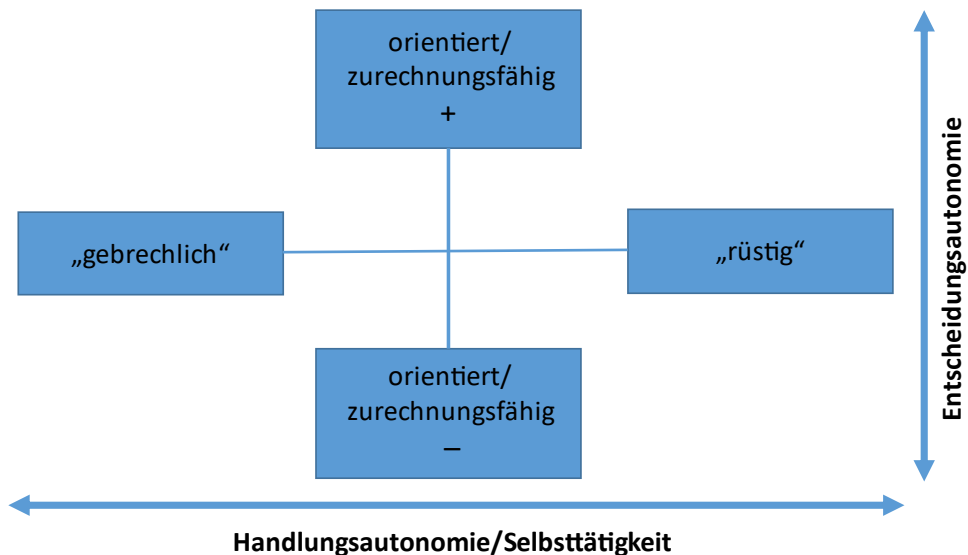 orientiert/
zurechnungsfähig
+
„gebrechlich“
„rüstig“
orientiert/
zurechnungsfähig
–
Entscheidungsautonomie
Handlungsautonomie/Selbsttätigkeit